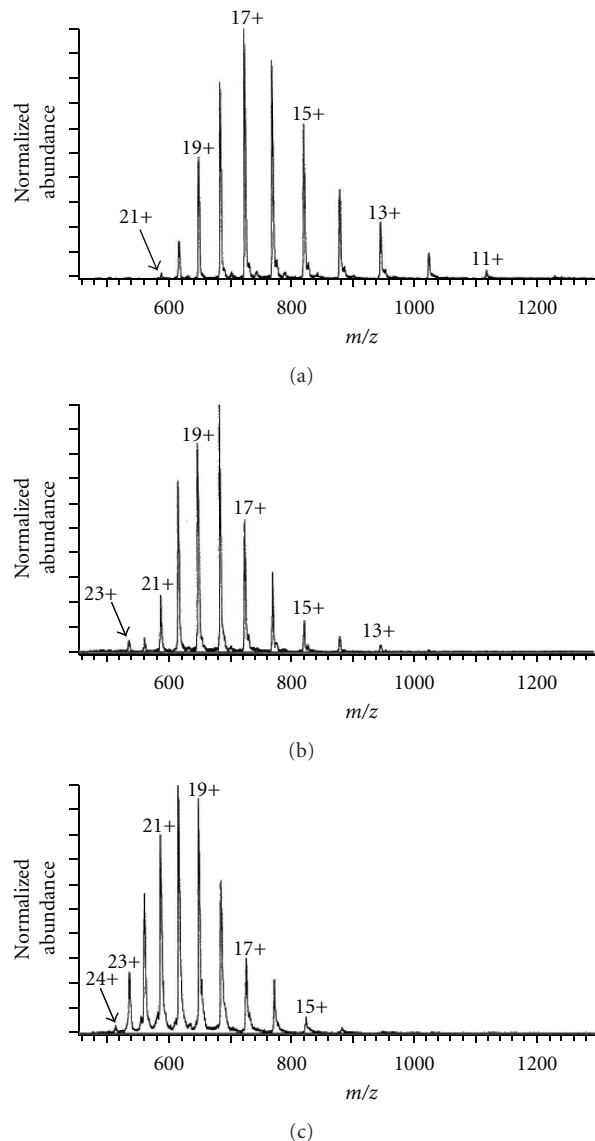 17+
15+
19+
21+
13+
11+
Normalized
abundance
600 800 1000 1200
m/z
(a)
19+
17+
23+
21+
15+
13+
Normalized
abundance
600 800 1000 1200
m/z
(b)
19+
21+
23+
17+
24+
15+
Normalized
abundance
600 800 1000 1200
m/z
(c)